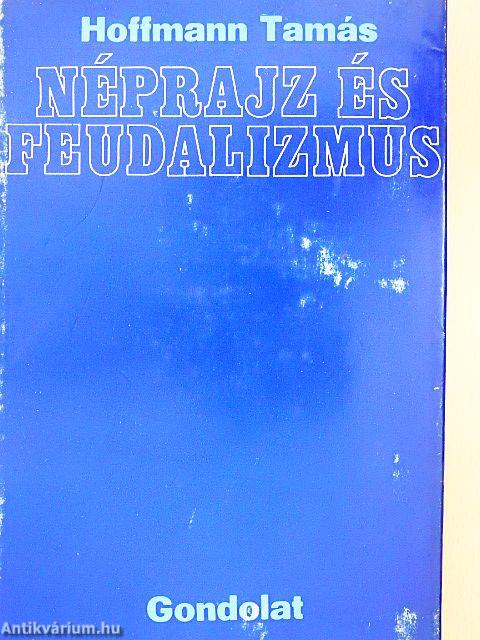 Hoffmann Tamás
NÉPRAJZ ÉS
FEUDALIZMUS
Gondolat
Antikvárium.hu